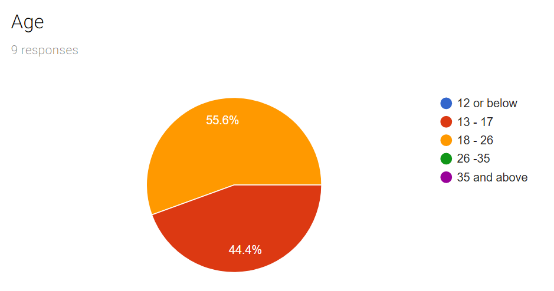 Age
9 responses
55.6%
44.4%
12 or below
13 - 17
18 - 26
26 -35
35 and above